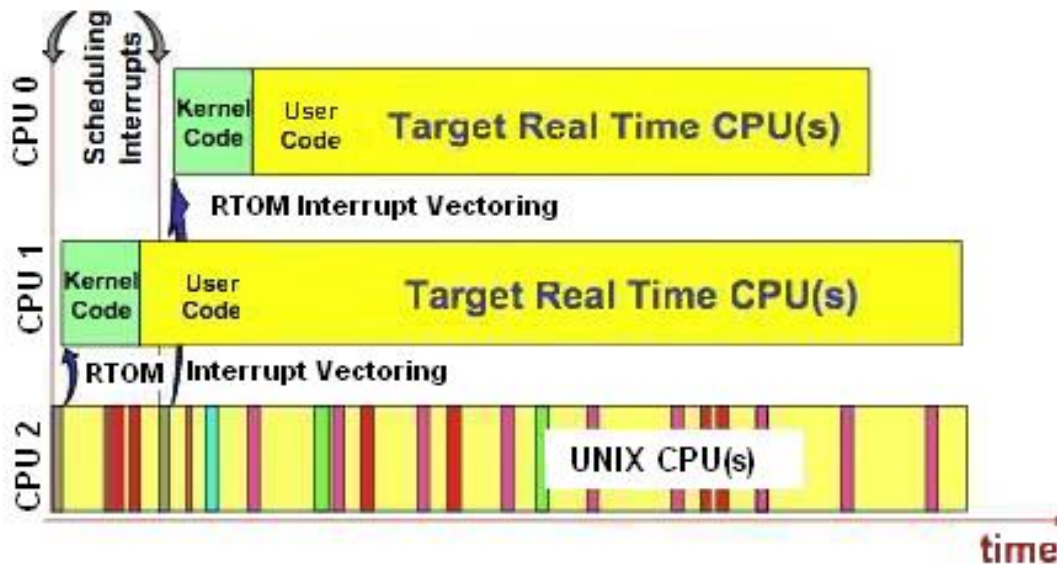 Scheduling
Interrupts
CPU 0
Kernel
Code
User
Code
Target Real Time CPU(s)
RTOM Interrupt Vectoring
CPU 1
Kernel
Code
User
Code
Target Real Time CPU(s)
RTOM Interrupt Vectoring
CPU 2
UNIX CPU(s)
time